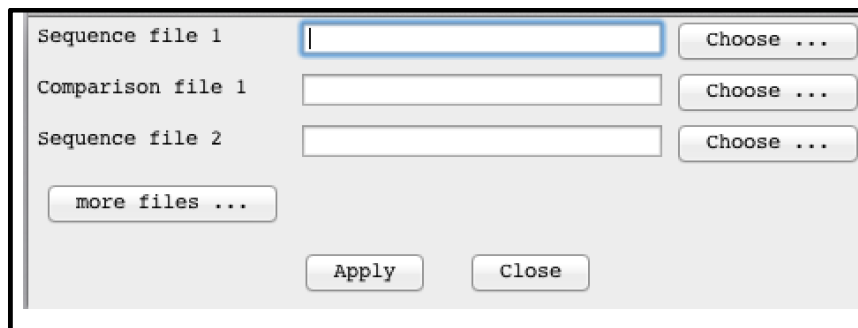 Sequence file 1 Choose ...
Comparison file 1 Choose ...
Sequence file 2 Choose ...
more files ...
Apply Close